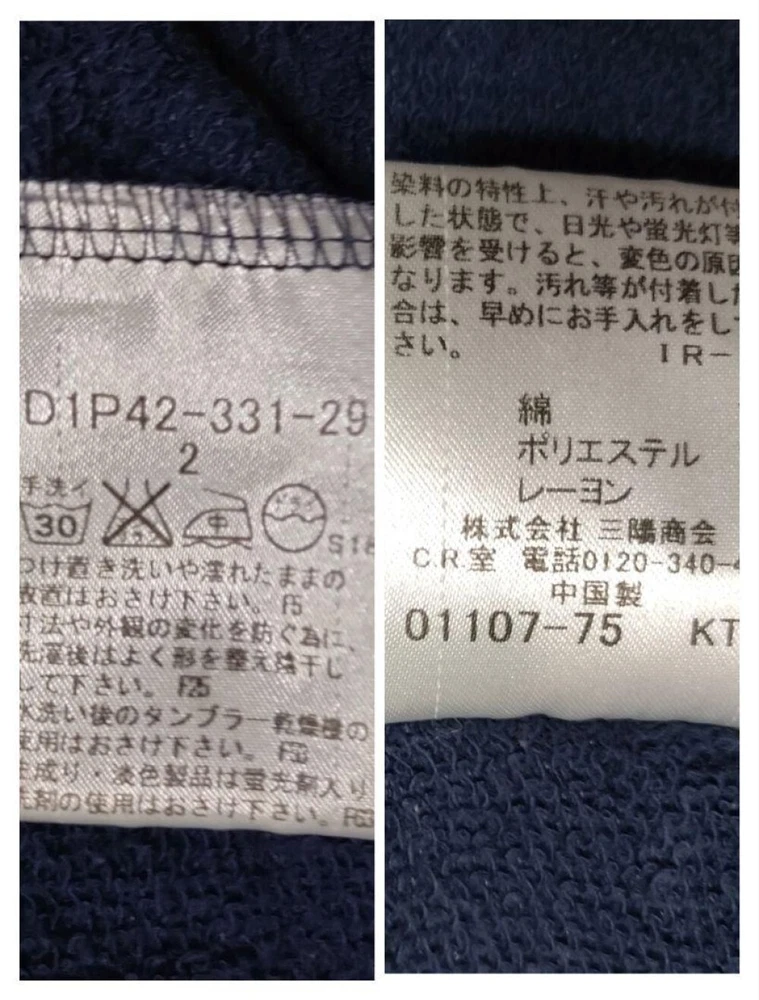 D1P42-331-29
2
手洗イ
30
中
ドライ
S18
つけ置き洗いや濡れたままの
放置はおさけ下さい。 F5
寸法や外観の変化を防ぐ為に、
洗濯後はよく形を整え陰干し
して下さい。 F25
水洗い後のタンブラー乾燥機の
使用はおさけ下さい。
生成り・淡色製品は蛍光剤入り
洗剤の使用はおさけ下さい。 F63
染料の特性上、汗や汚れが付
した状態で、日光や蛍光灯等
影響を受けると、変色の原因
なります。汚れ等が付着した
合は、早めにお手入れをして
さい。 IR-
綿
ポリエステル
レーヨン
株式会社 三陽商会
C.R.室 電話0120-340-4
中国製
01107-75 KT